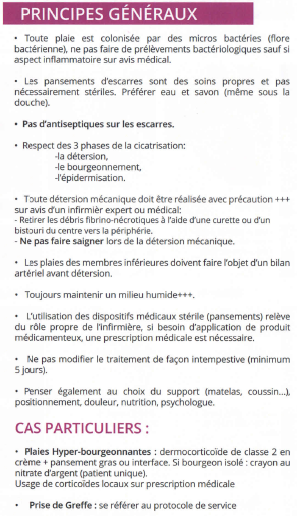 PRINCIPES GÉNÉRAUX
• Toute plaie est colonisée par des micros bactéries (flore
bactérienne), ne pas faire de prélèvements bactériologiques sauf si
aspect inflammatoire sur avis médical.
• Les pansements d'escarres sont des soins propres et pas
nécessairement stériles. Préférer eau et savon (même sous la
douche).
• Pas d'antiseptiques sur les escarres.
• Respect des 3 phases de la cicatrisation:
-la détersion,
-le bourgeonnement,
-l'épidermisation.
• Toute détersion mécanique doit être réalisée avec précaution +++
sur avis d'un infirmièr expert ou médical:
- Retirer les débris fibrino-nécrotiques à l'aide d'une curette ou d'un
bistouri du centre vers la périphérie.
- Ne pas faire saigner lors de la détersion mécanique.
• Les plaies des membres inférieures doivent faire l'objet d'un bilan
artériel avant détersion.
• Toujours maintenir un milieu humide+++.
• L'utilisation des dispositifs médicaux stérile (pansements) relève
du rôle propre de l'infirmière, si besoin d'application de produit
médicamenteux, une prescription médicale est nécessaire.
• Ne pas modifier le traitement de façon intempestive (minimum
5 jours).
• Penser également au choix du support (matelas, coussin...),
positionnement, douleur, nutrition, psychologue.
CAS PARTICULIERS :
• Plaies Hyper-bourgeonnantes : dermocorticoïde de classe 2 en
crème + pansement gras ou interface. Si bourgeon isolé : crayon au
nitrate d'argent (patient unique).
Usage de corticoïdes locaux sur prescription médicale
• Prise de Greffe : se référer au protocole de service